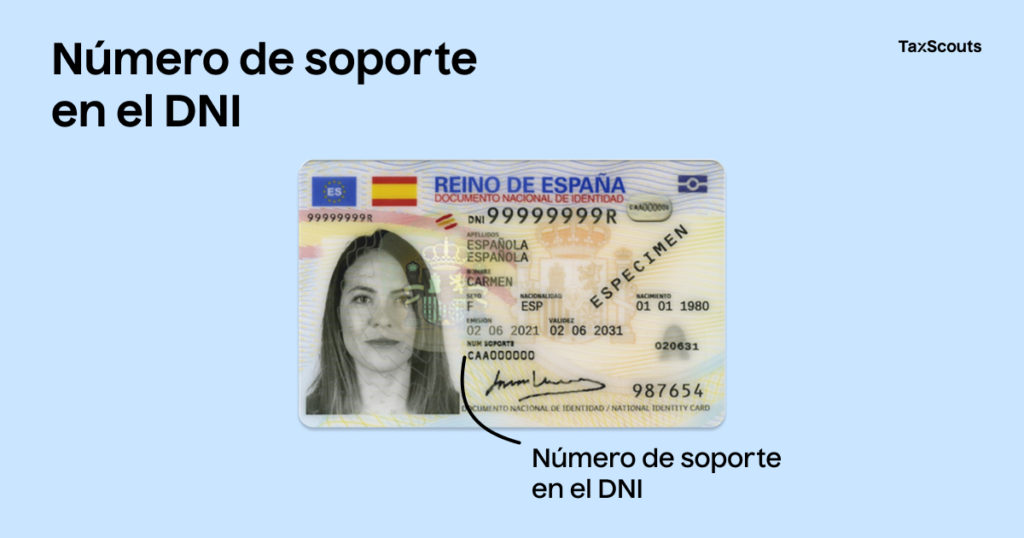 Número de soporte
en el DNI
TaxScouts
ES
REINO DE ESPAÑA
DOCUMENTO NACIONAL DE IDENTIDAD
99999999R
DNI 99999999R
CAA000000
APELLIDOS
ESPAÑOLA
ESPAÑOLA
NOMBRE
CARMEN
SEXO NACIONALIDAD NACIMIENTO
F ESP 01 01 1980
ESPECIMEN
EMISIÓN VALIDEZ
02 06 2021 02 06 2031
NUM SOPORTE
CAA000000
020631
987654
DOCUMENTO NACIONAL DE IDENTIDAD / NATIONAL IDENTITY CARD
Número de soporte
en el DNI